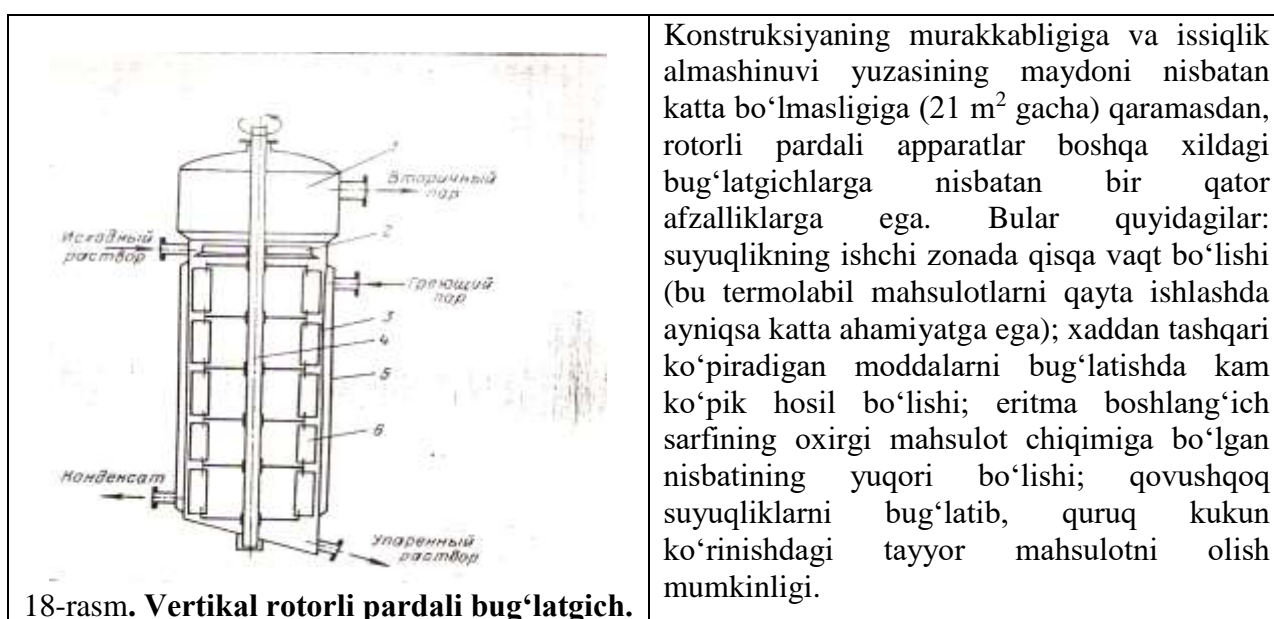 1
Вторичный
пар
Исходный
раствор
2
Греющий
пар
3
4
5
6
Конденсат
Упаренный
раствор
18-rasm. Vertikal rotorli pardali bug‘latgich.
Konstruksiyaning murakkabligiga va issiqlik
almashinuvi yuzasining maydoni nisbatan
katta bo‘lmasligiga (21 m² gacha) qaramasdan,
rotorli pardali apparatlar boshqa xildagi
bug‘latgichlarga nisbatan bir qator
afzalliklarga ega. Bular quyidagilar:
suyuqlikning ishchi zonada qisqa vaqt bo‘lishi
(bu termolabil mahsulotlarni qayta ishlashda
ayniqsa katta ahamiyatga ega); xaddan tashqari
ko‘piradigan moddalarni bug‘latishda kam
ko‘pik hosil bo‘lishi; eritma boshlang‘ich
sarfining oxirgi mahsulot chiqimiga bo‘lgan
nisbatining yuqori bo‘lishi; qovushqoq
suyuqliklarni bug‘latib, quruq kukun
ko‘rinishdagi tayyor mahsulotni olish
mumkinligi.